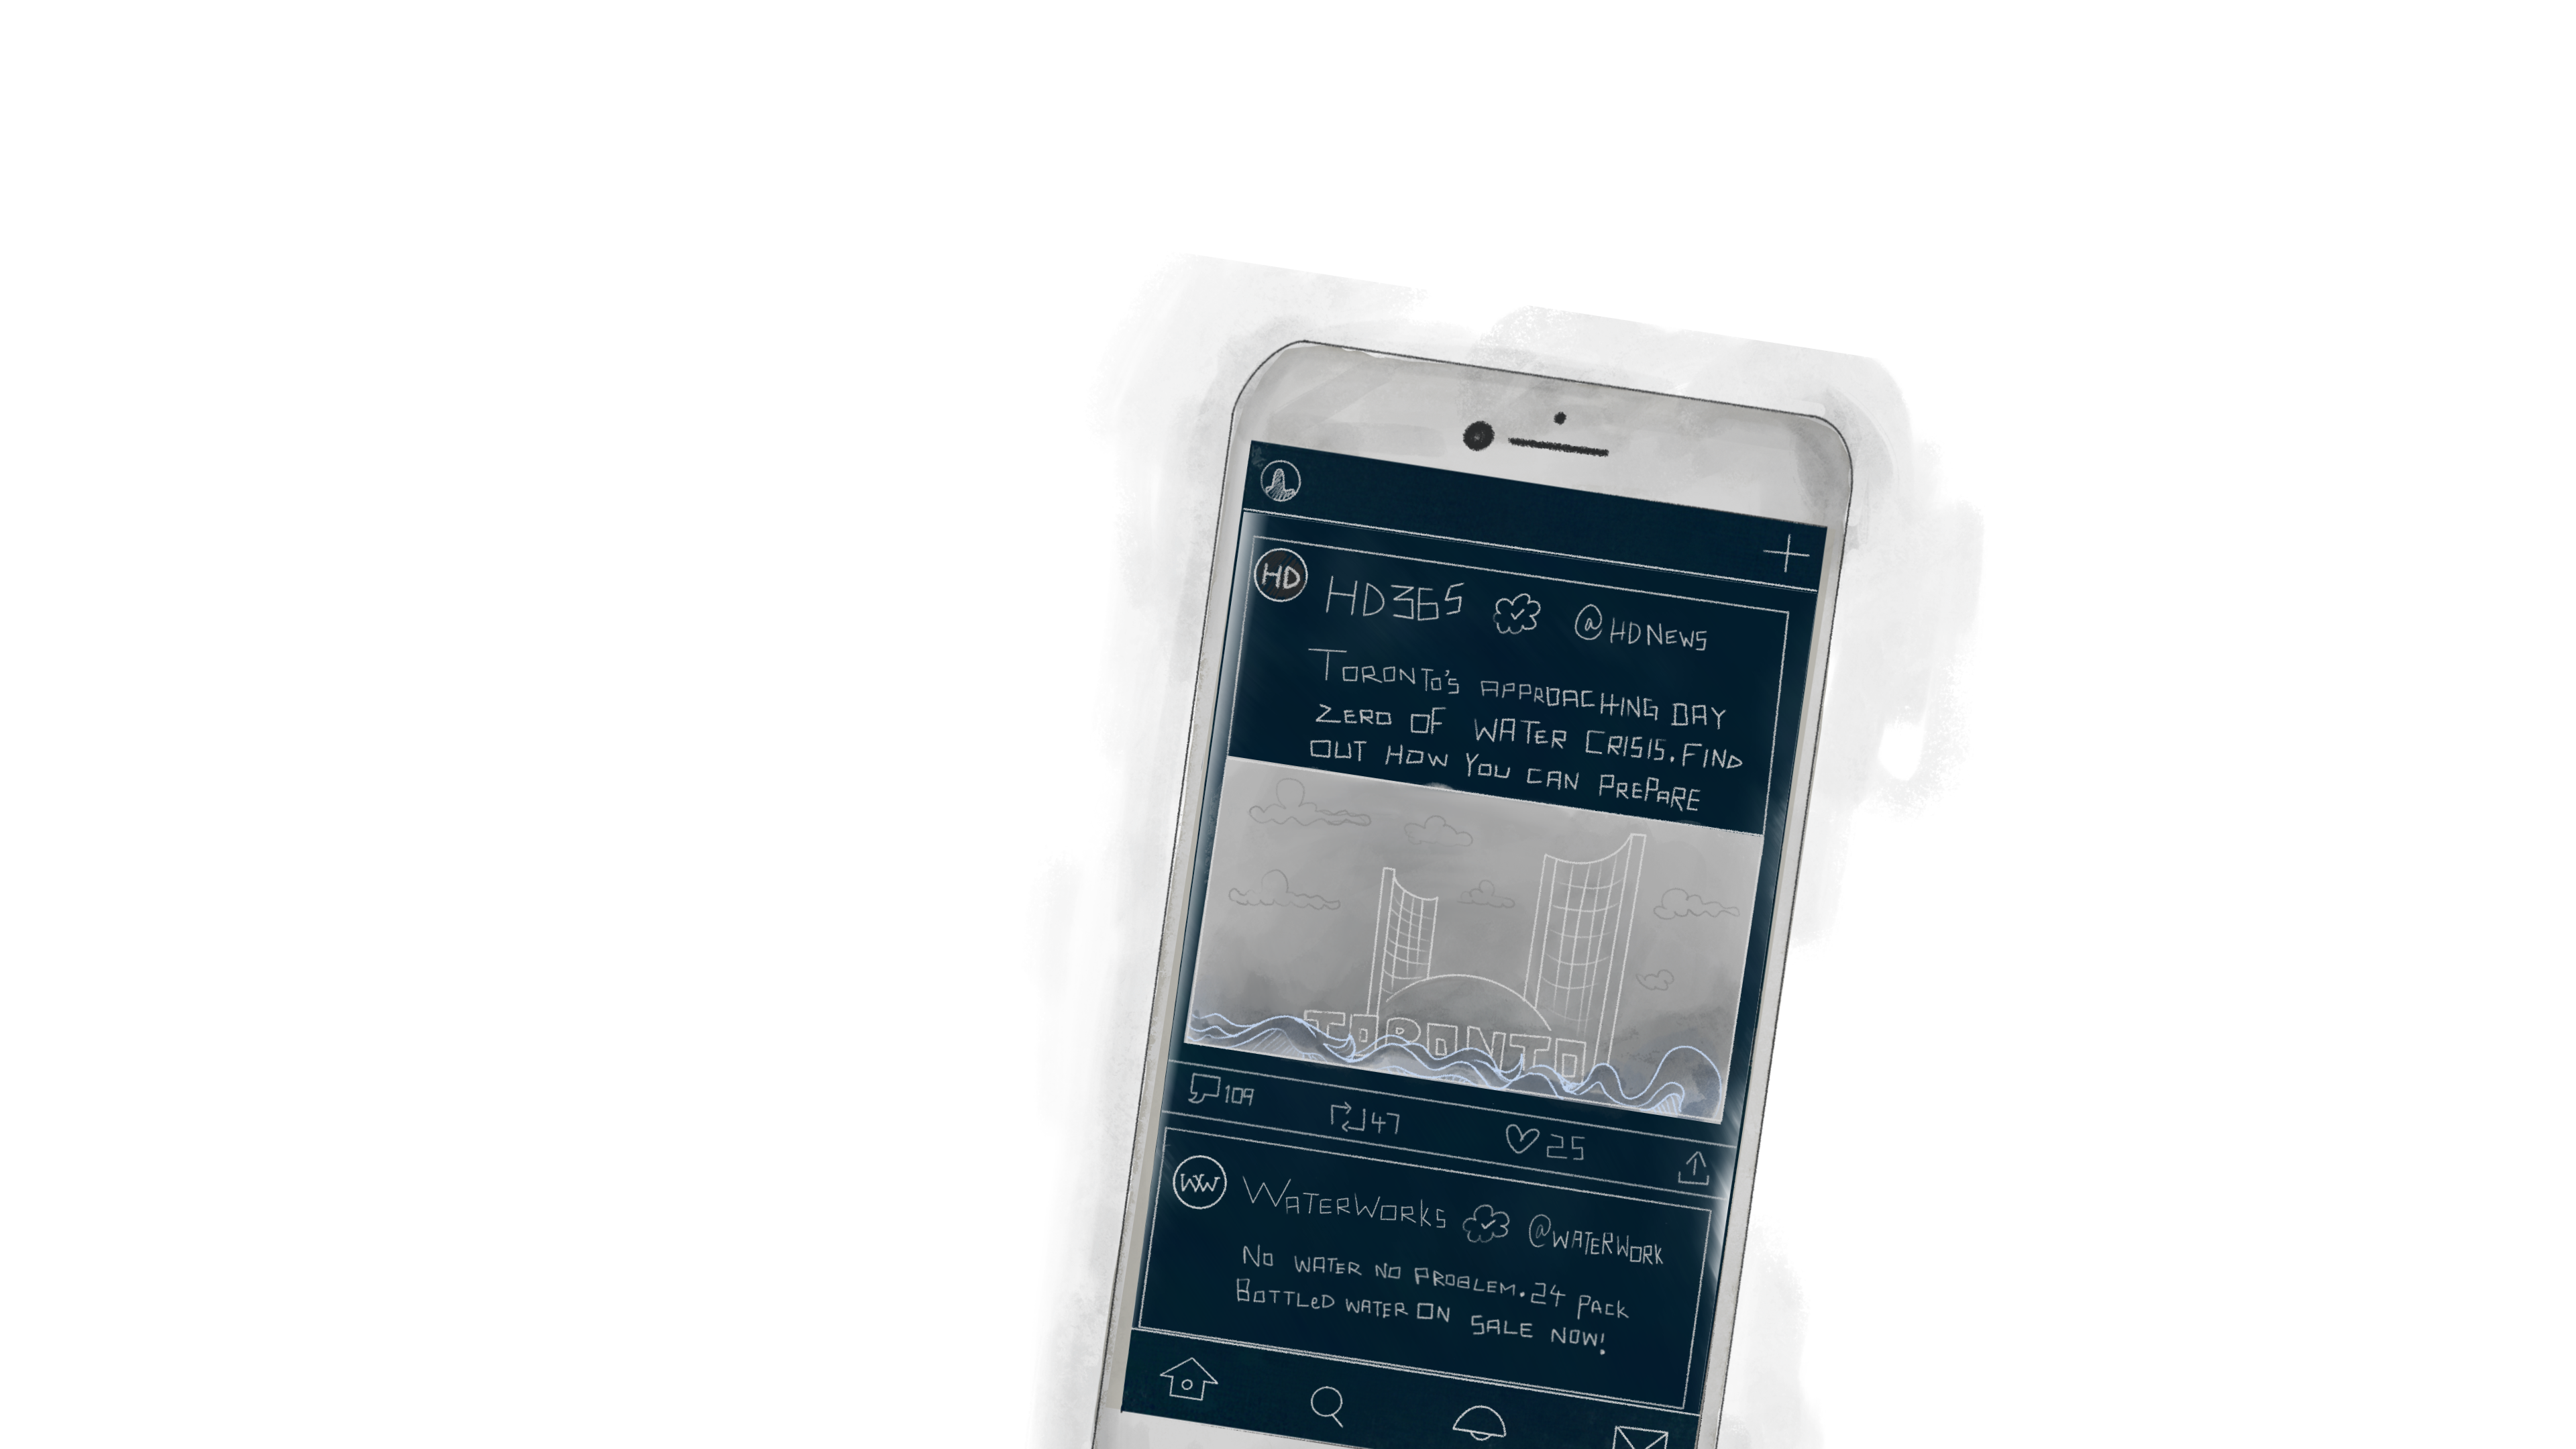 HD HD365 @HDNEWS
TORONTO'S APPROACHING DAY
ZERO OF WATER CRISIS. FIND
OUT HOW YOU CAN PREPARE
TORONTO
109 47 25
WW WATERWORKS @WATERWORK
NO WATER NO PROBLEM. 24 PACK
BOTTLED WATER ON SALE NOW!